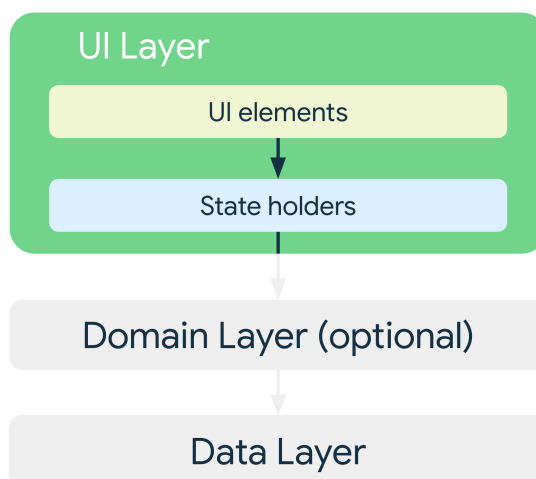 UI Layer
UI elements
State holders
Domain Layer (optional)
Data Layer